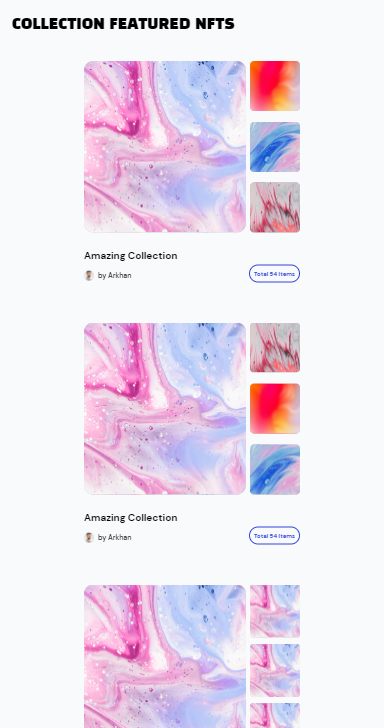 COLLECTION FEATURED NFTS
Amazing Collection
by Arkhan
Total 54 Items
Amazing Collection
by Arkhan
Total 54 Items